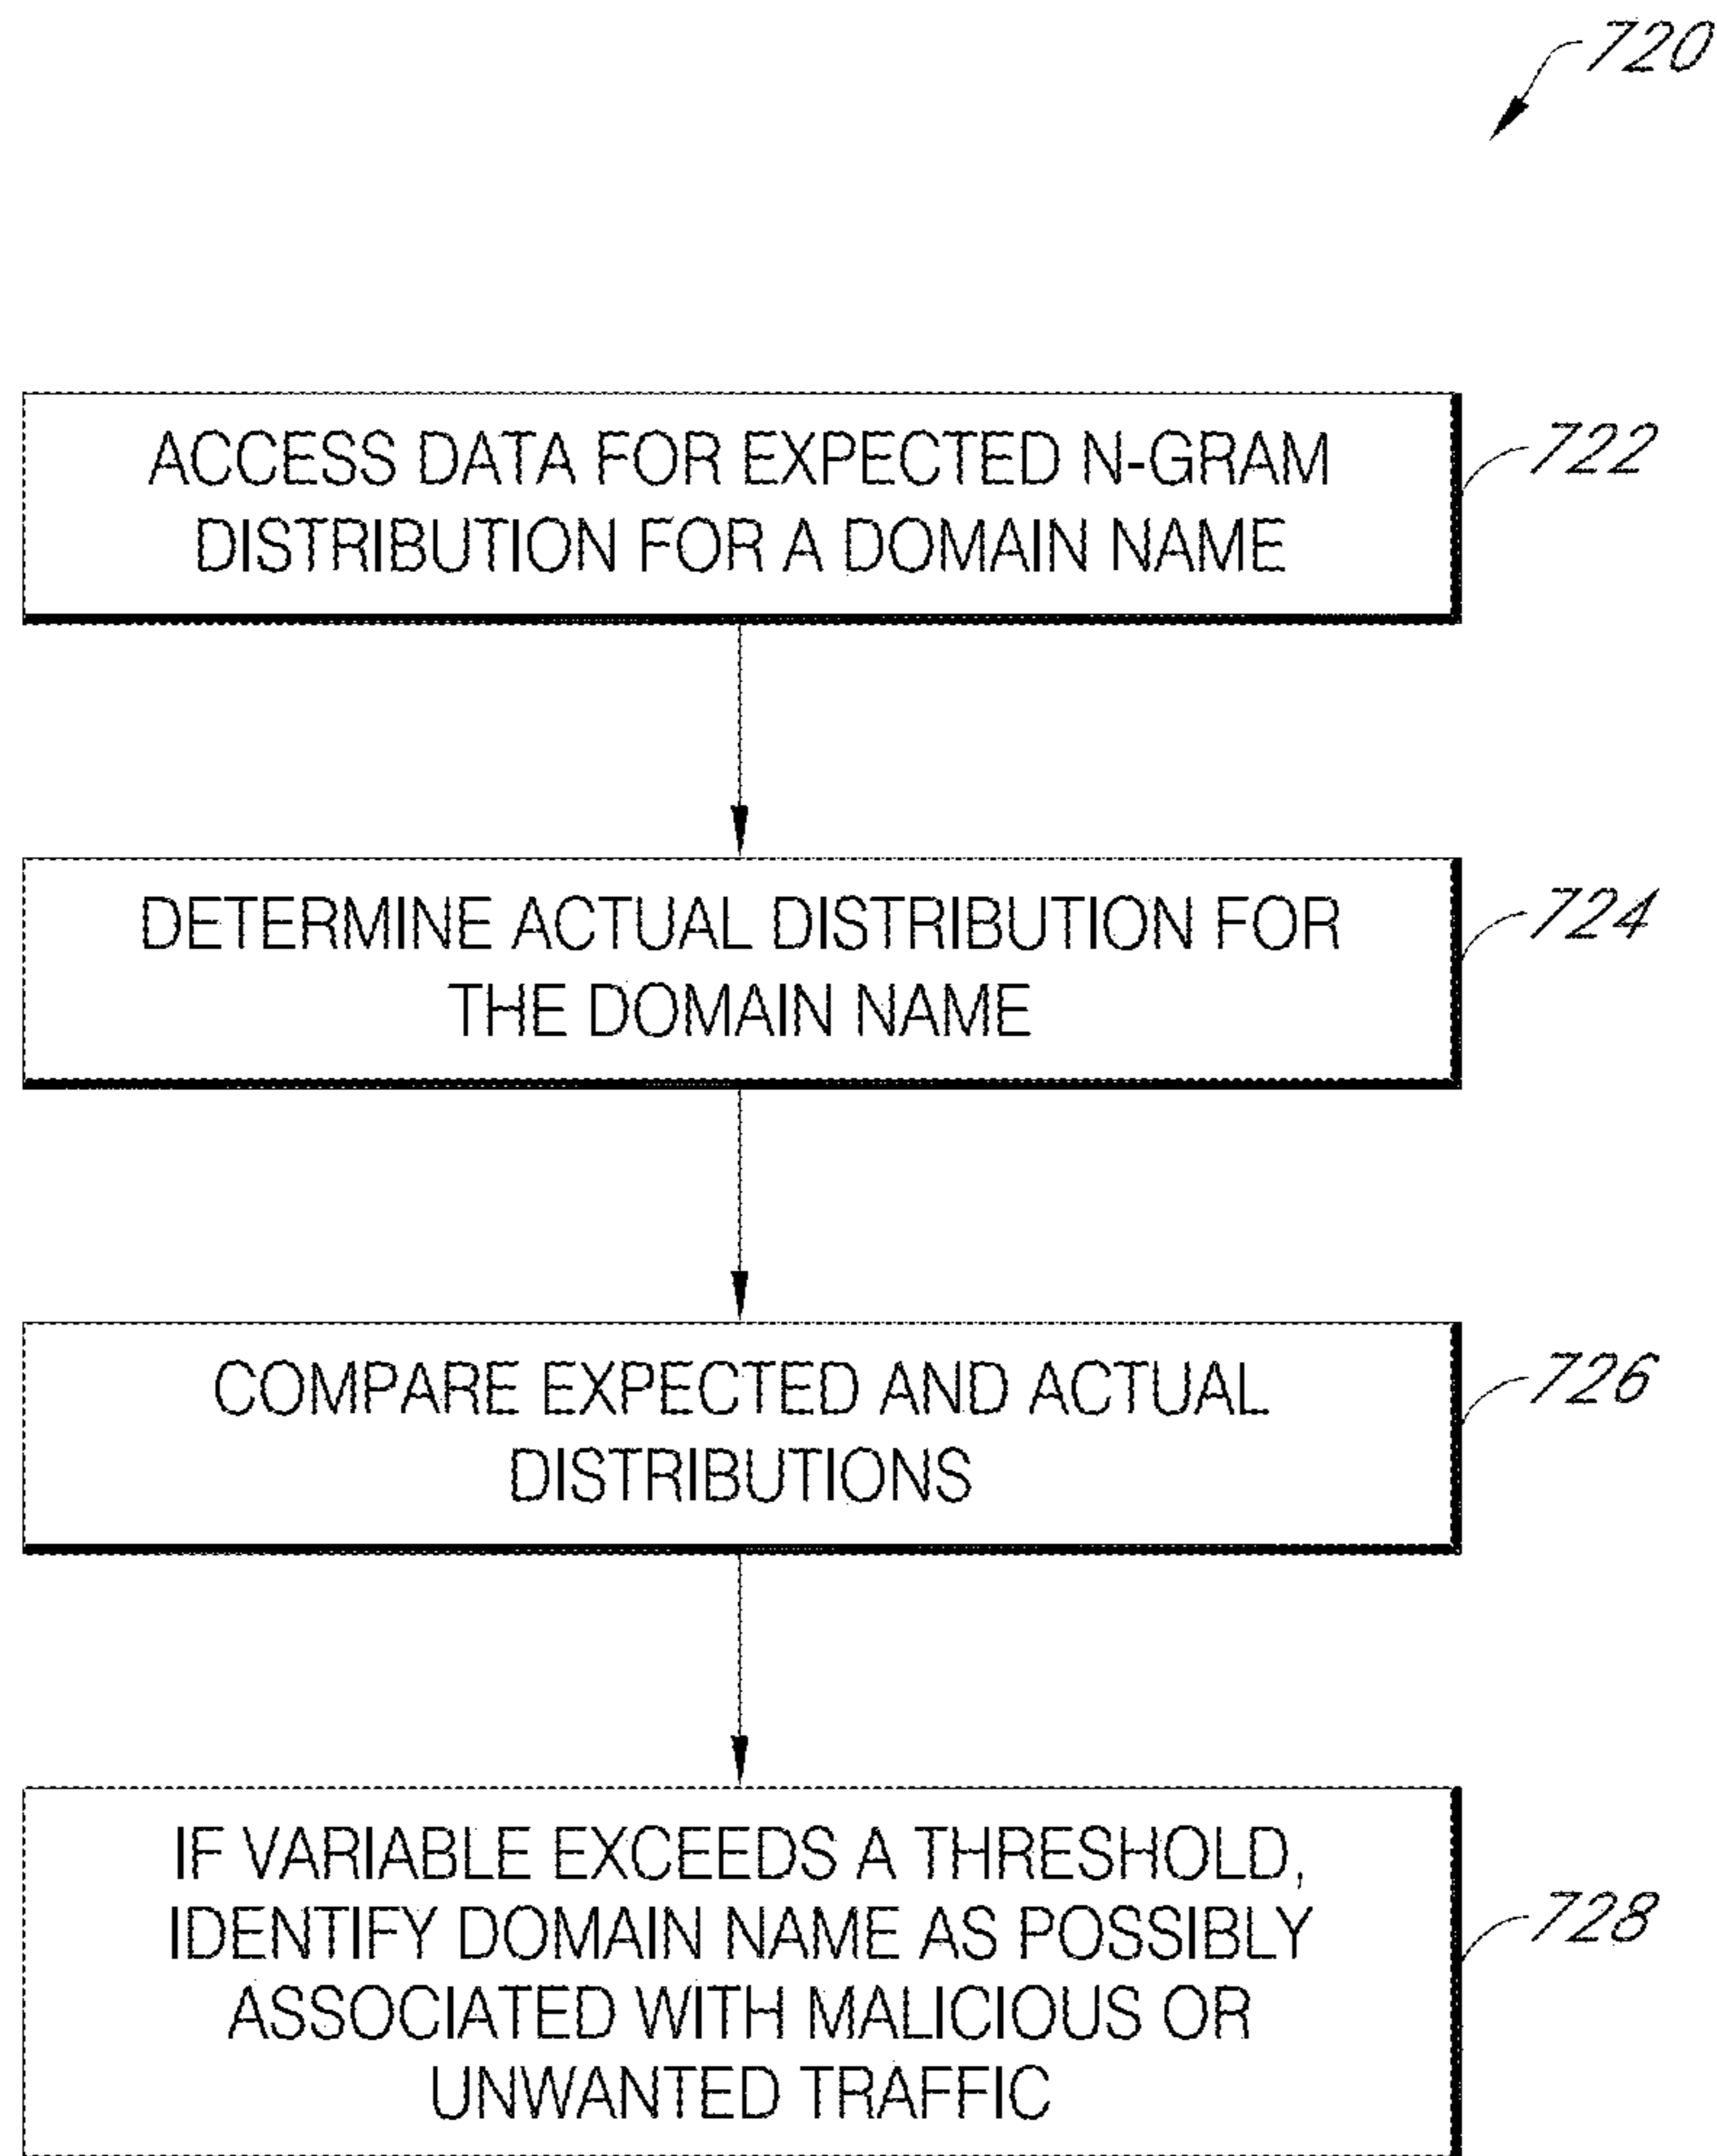 720
ACCESS DATA FOR EXPECTED N-GRAM
DISTRIBUTION FOR A DOMAIN NAME
722
DETERMINE ACTUAL DISTRIBUTION FOR
THE DOMAIN NAME
724
COMPARE EXPECTED AND ACTUAL
DISTRIBUTIONS
726
IF VARIABLE EXCEEDS A THRESHOLD,
IDENTIFY DOMAIN NAME AS POSSIBLY
ASSOCIATED WITH MALICIOUS OR
UNWANTED TRAFFIC
728